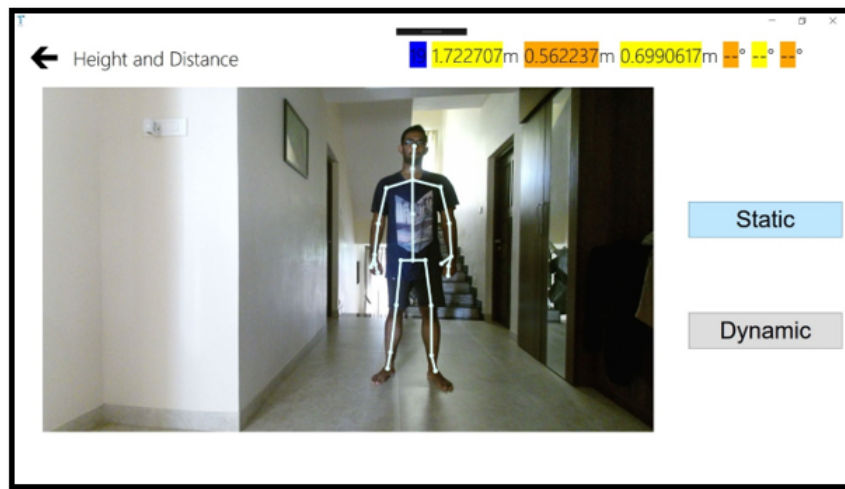 Height and Distance
1.722707m 0.562237m 0.6990617m --° --° --°
Static
Dynamic